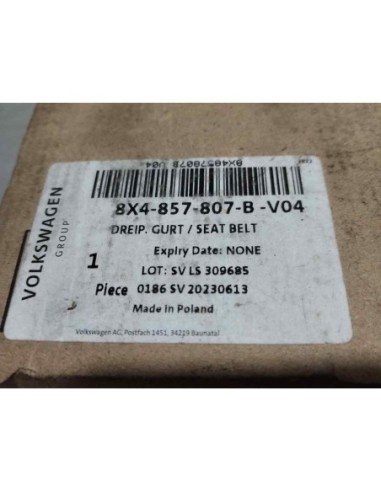 8X4857807B V04
VOLKSWAGEN
GROUP
8X4-857-807-B -V04
DREIP. GURT / SEAT BELT
Expiry Date: NONE
1
LOT: SV LS 309685
Piece 0186 SV 20230613
Made in Poland
Volkswagen AG, Postfach 1451, 34219 Baunatal